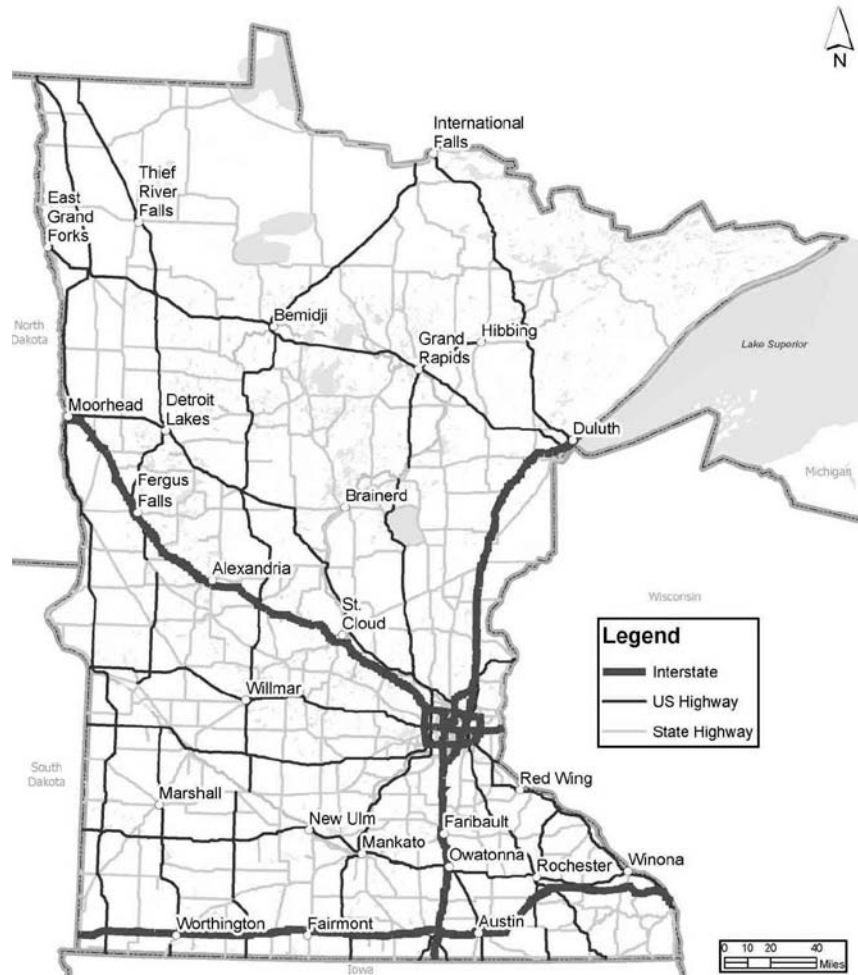 N
International
Falls
Thief
River
Falls
East
Grand
Forks
Bemidji
North
Dakota
Grand
Rapids
Hibbing
Lake Superior
Moorhead
Detroit
Lakes
Duluth
Michigan
Fergus
Falls
Brainerd
Alexandria
St.
Cloud
Wisconsin
Legend
Interstate
US Highway
State Highway
Willmar
South
Dakota
Red Wing
Marshall
New Ulm
Faribault
Mankato
Owatonna
Rochester
Winona
Worthington
Fairmont
Austin
0 10 20 40
Miles
Iowa